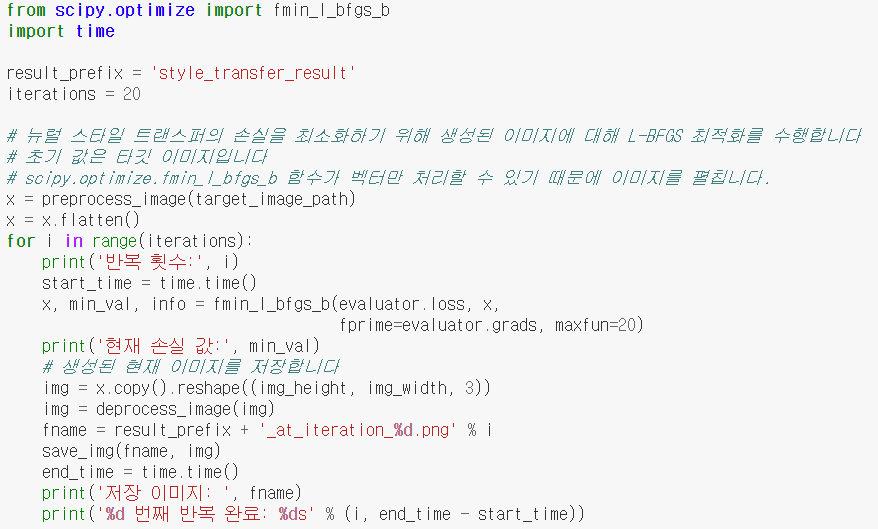 from scipy.optimize import fmin_l_bfgs_b
import time

result_prefix = 'style_transfer_result'
iterations = 20

# 뉴럴 스타일 트랜스퍼의 손실을 최소화하기 위해 생성된 이미지에 대해 L-BFGS 최적화를 수행합니다
# 초기 값은 타깃 이미지입니다
# scipy.optimize.fmin_l_bfgs_b 함수가 벡터만 처리할 수 있기 때문에 이미지를 펼칩니다.
x = preprocess_image(target_image_path)
x = x.flatten()
for i in range(iterations):
    print('반복 횟수:', i)
    start_time = time.time()
    x, min_val, info = fmin_l_bfgs_b(evaluator.loss, x,
                                     fprime=evaluator.grads, maxfun=20)
    print('현재 손실 값:', min_val)
    # 생성된 현재 이미지를 저장합니다
    img = x.copy().reshape((img_height, img_width, 3))
    img = deprocess_image(img)
    fname = result_prefix + '_at_iteration_%d.png' % i
    save_img(fname, img)
    end_time = time.time()
    print('저장 이미지: ', fname)
    print('%d 번째 반복 완료: %ds' % (i, end_time - start_time))